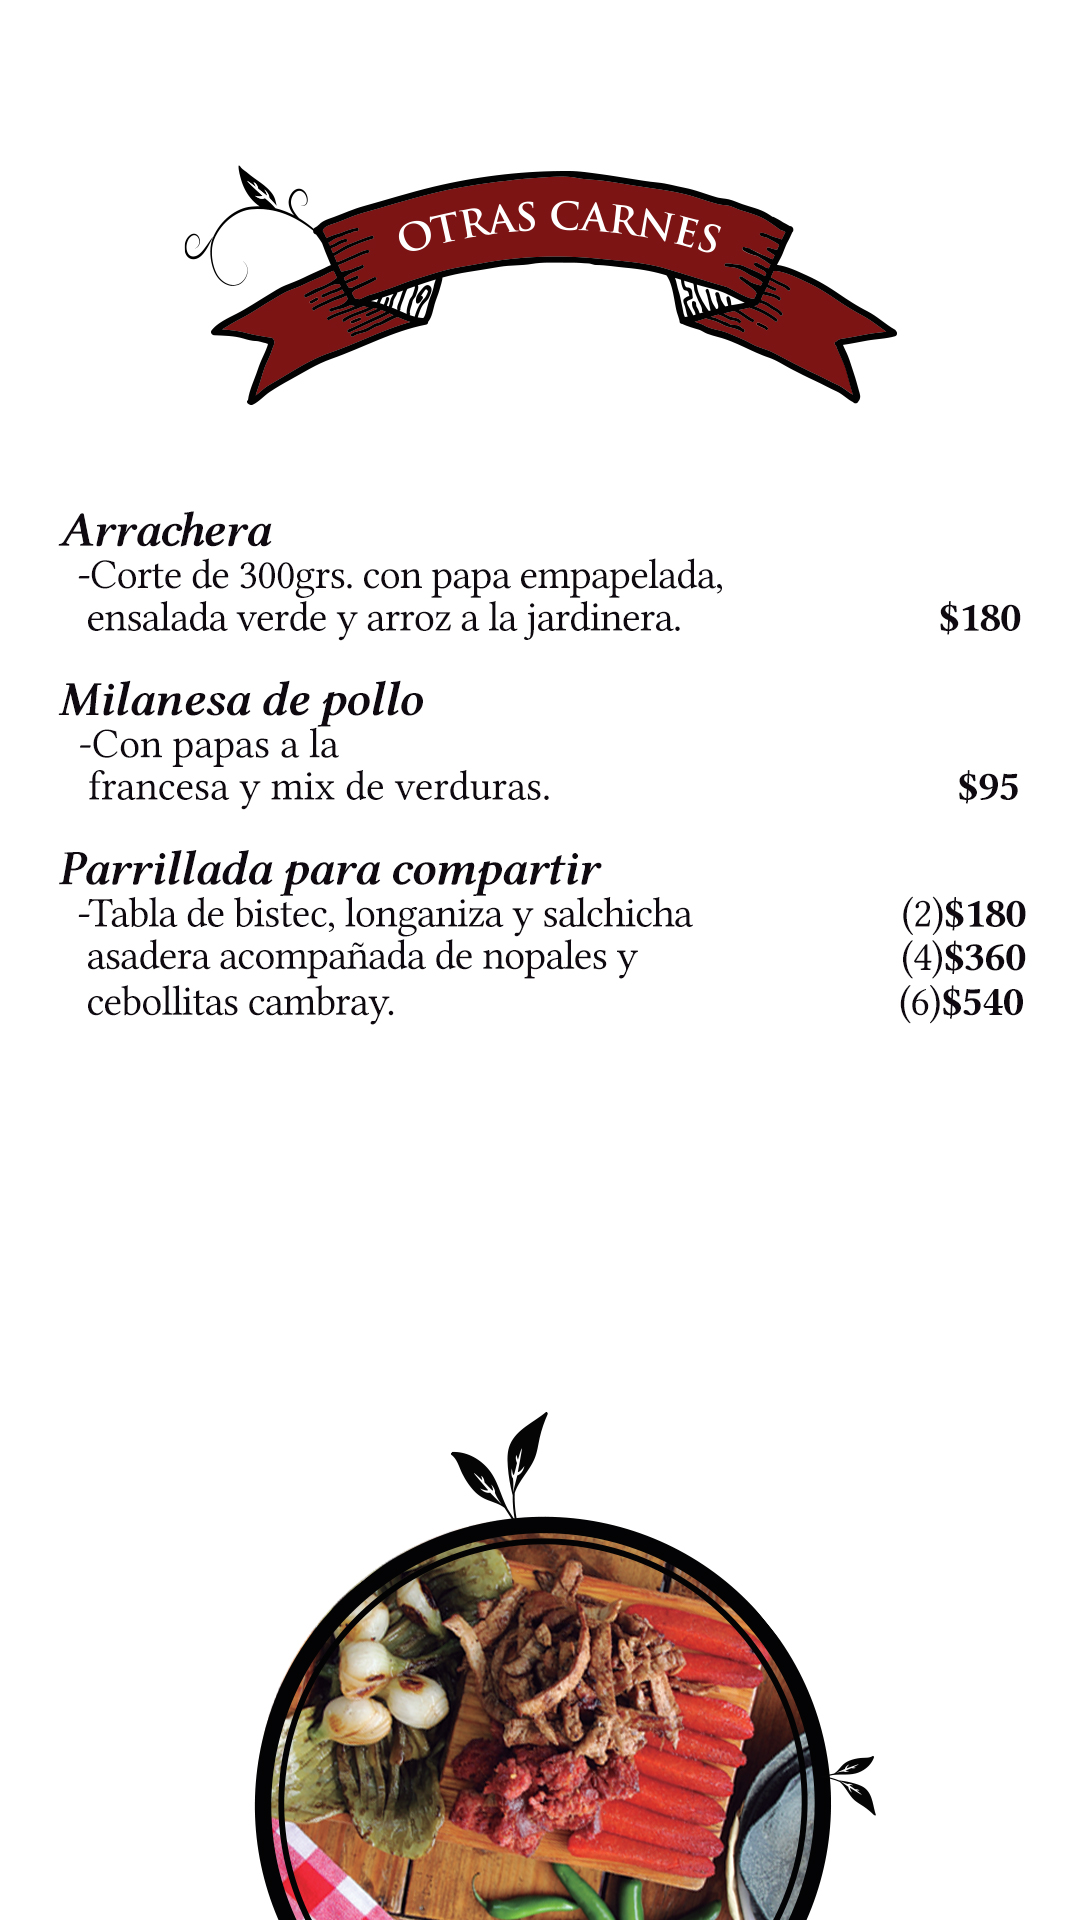 OTRAS CARNES
Arrachera
-Corte de 300grs. con papa empapelada,
ensalada verde y arroz a la jardinera. $180
Milanesa de pollo
-Con papas a la
francesa y mix de verduras. $95
Parrillada para compartir
-Tabla de bistec, longaniza y salchicha (2)$180
asadera acompañada de nopales y (4)$360
cebollitas cambray. (6)$540